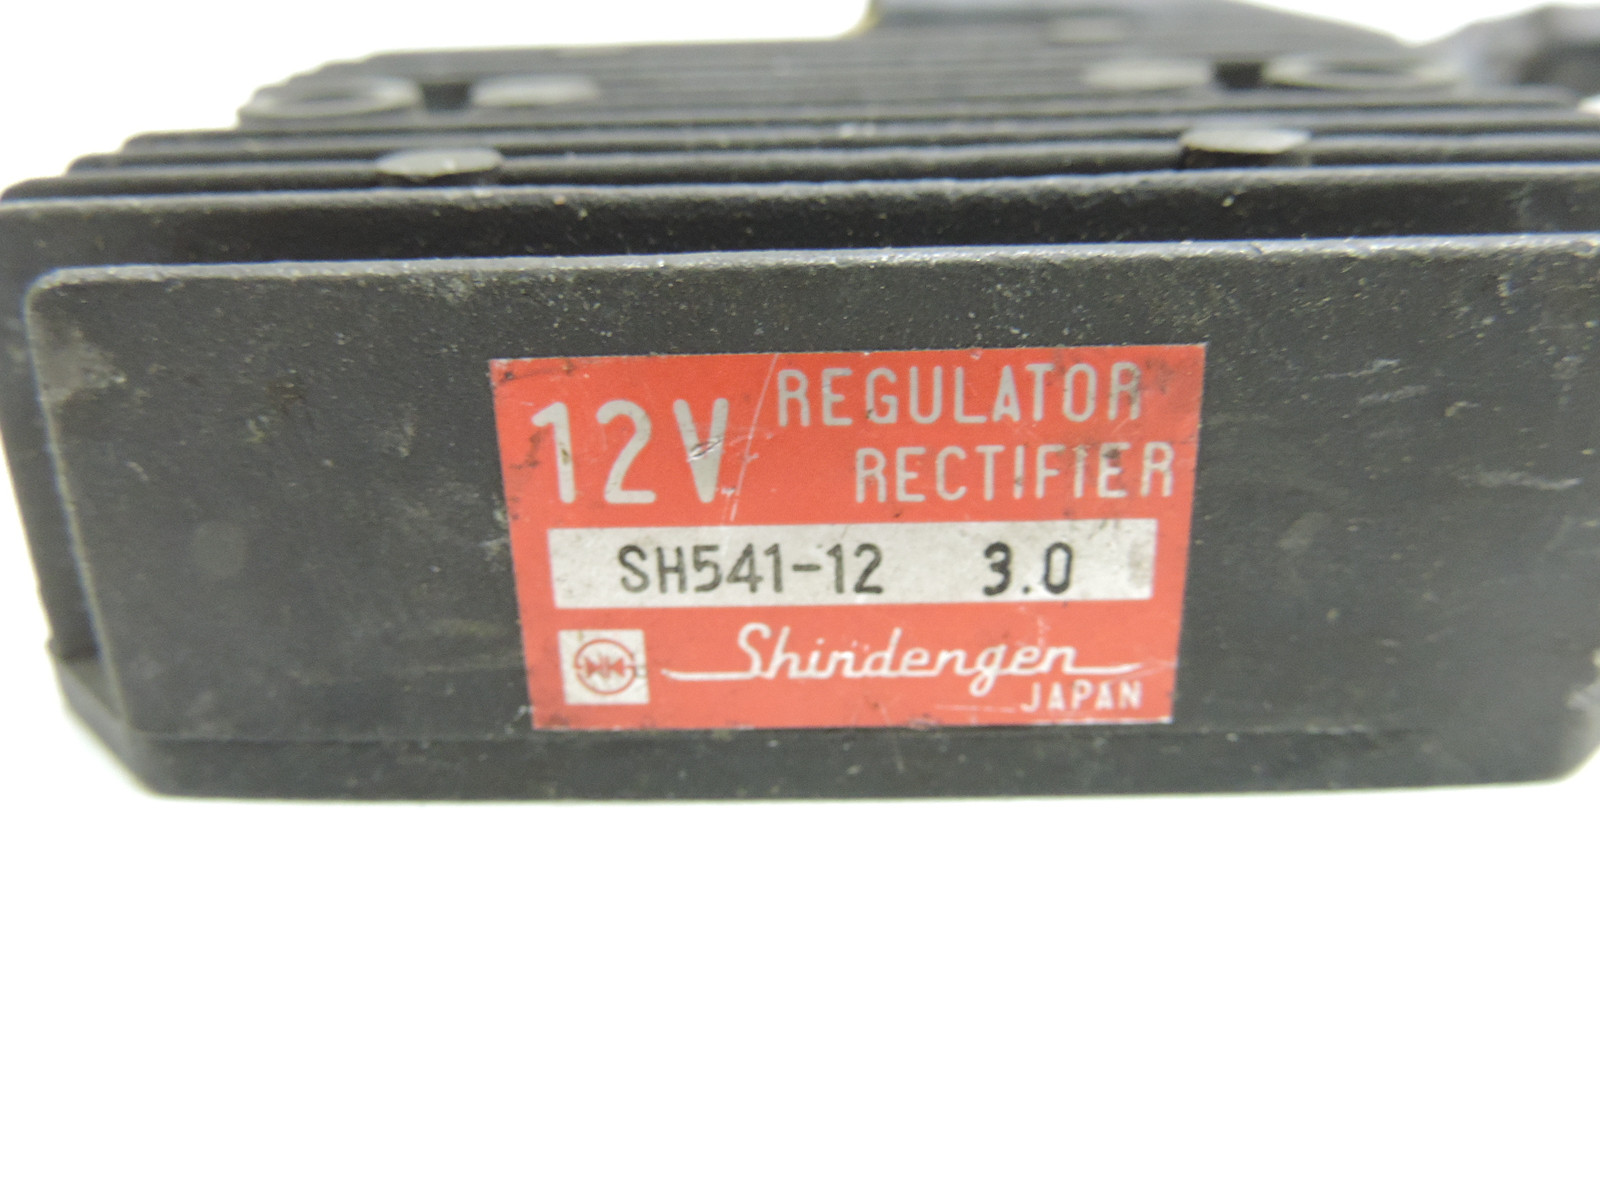 12V REGULATOR
RECTIFIER
SH541-12 3.0
Shindengen
JAPAN